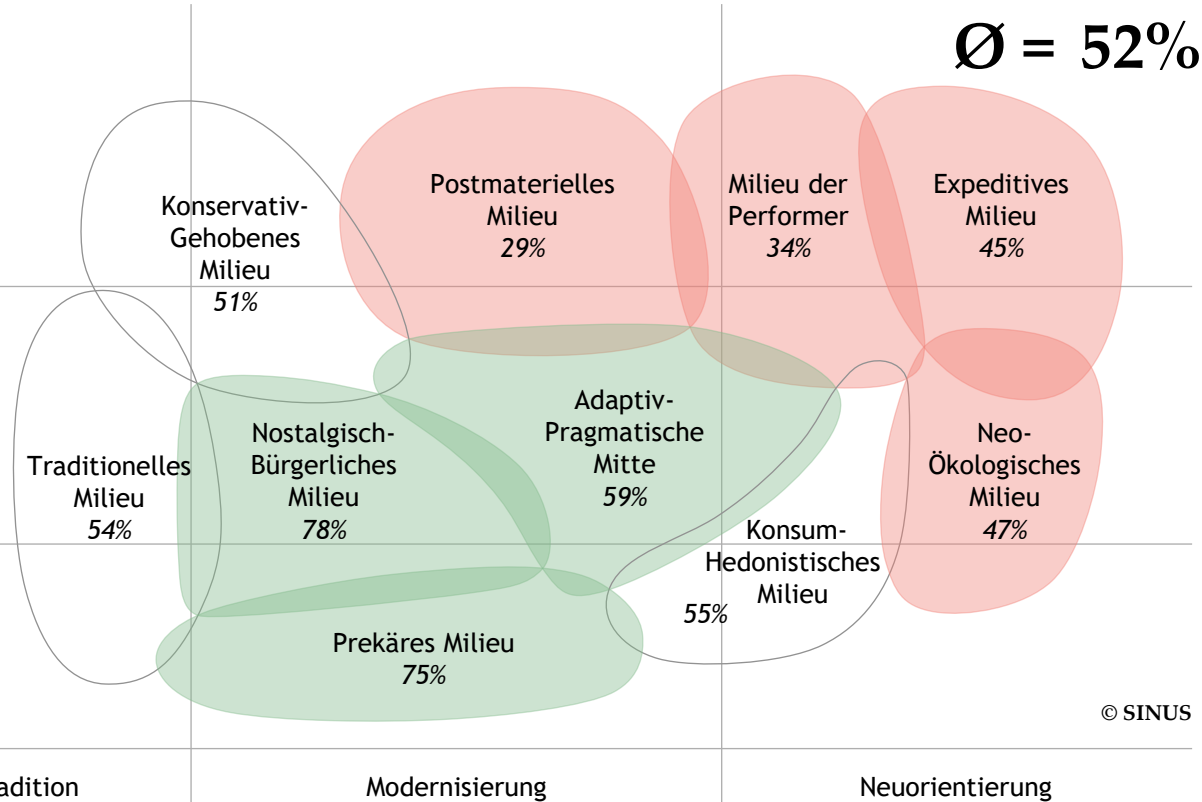 Ø = 52%
Konservativ-
Gehobenes
Milieu
51%
Postmaterielles
Milieu
29%
Milieu der
Performer
34%
Expeditives
Milieu
45%
Traditionelles
Milieu
54%
Nostalgisch-
Bürgerliches
Milieu
78%
Adaptiv-
Pragmatische
Mitte
59%
Konsum-
Hedonistisches
Milieu
55%
Neo-
Ökologisches
Milieu
47%
Prekäres Milieu
75%
© SINUS
adition
Modernisierung
Neuorientierung